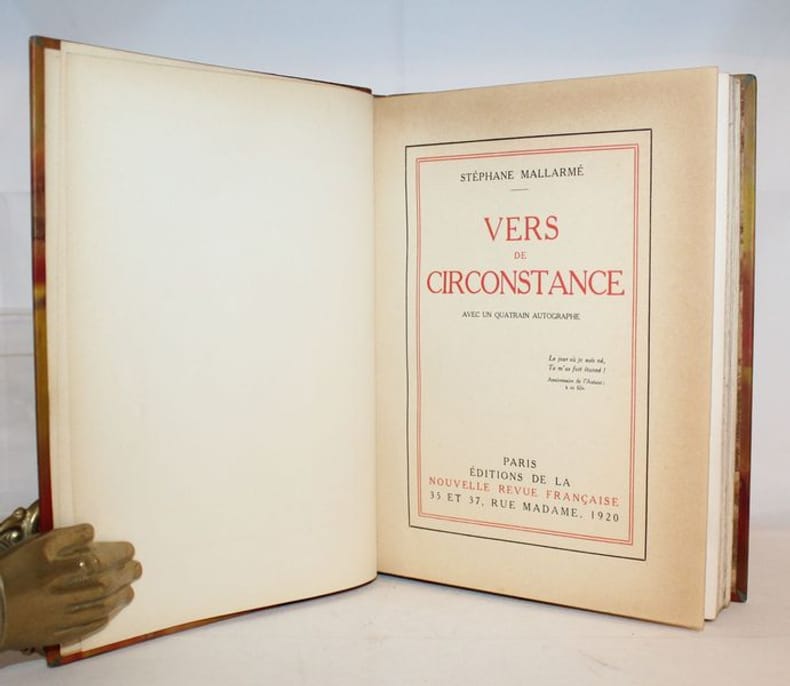 STÉPHANE MALLARMÉ
VERS
DE
CIRCONSTANCE
AVEC UN QUATRAIN AUTOGRAPHE
Le jour où je suis né,
Tu m'as fait
Anniversaire de l'Auteur :
à sa fille.
PARIS
ÉDITIONS DE LA
NOUVELLE REVUE FRANÇAISE
35 ET 37, RUE MADAME. 1920